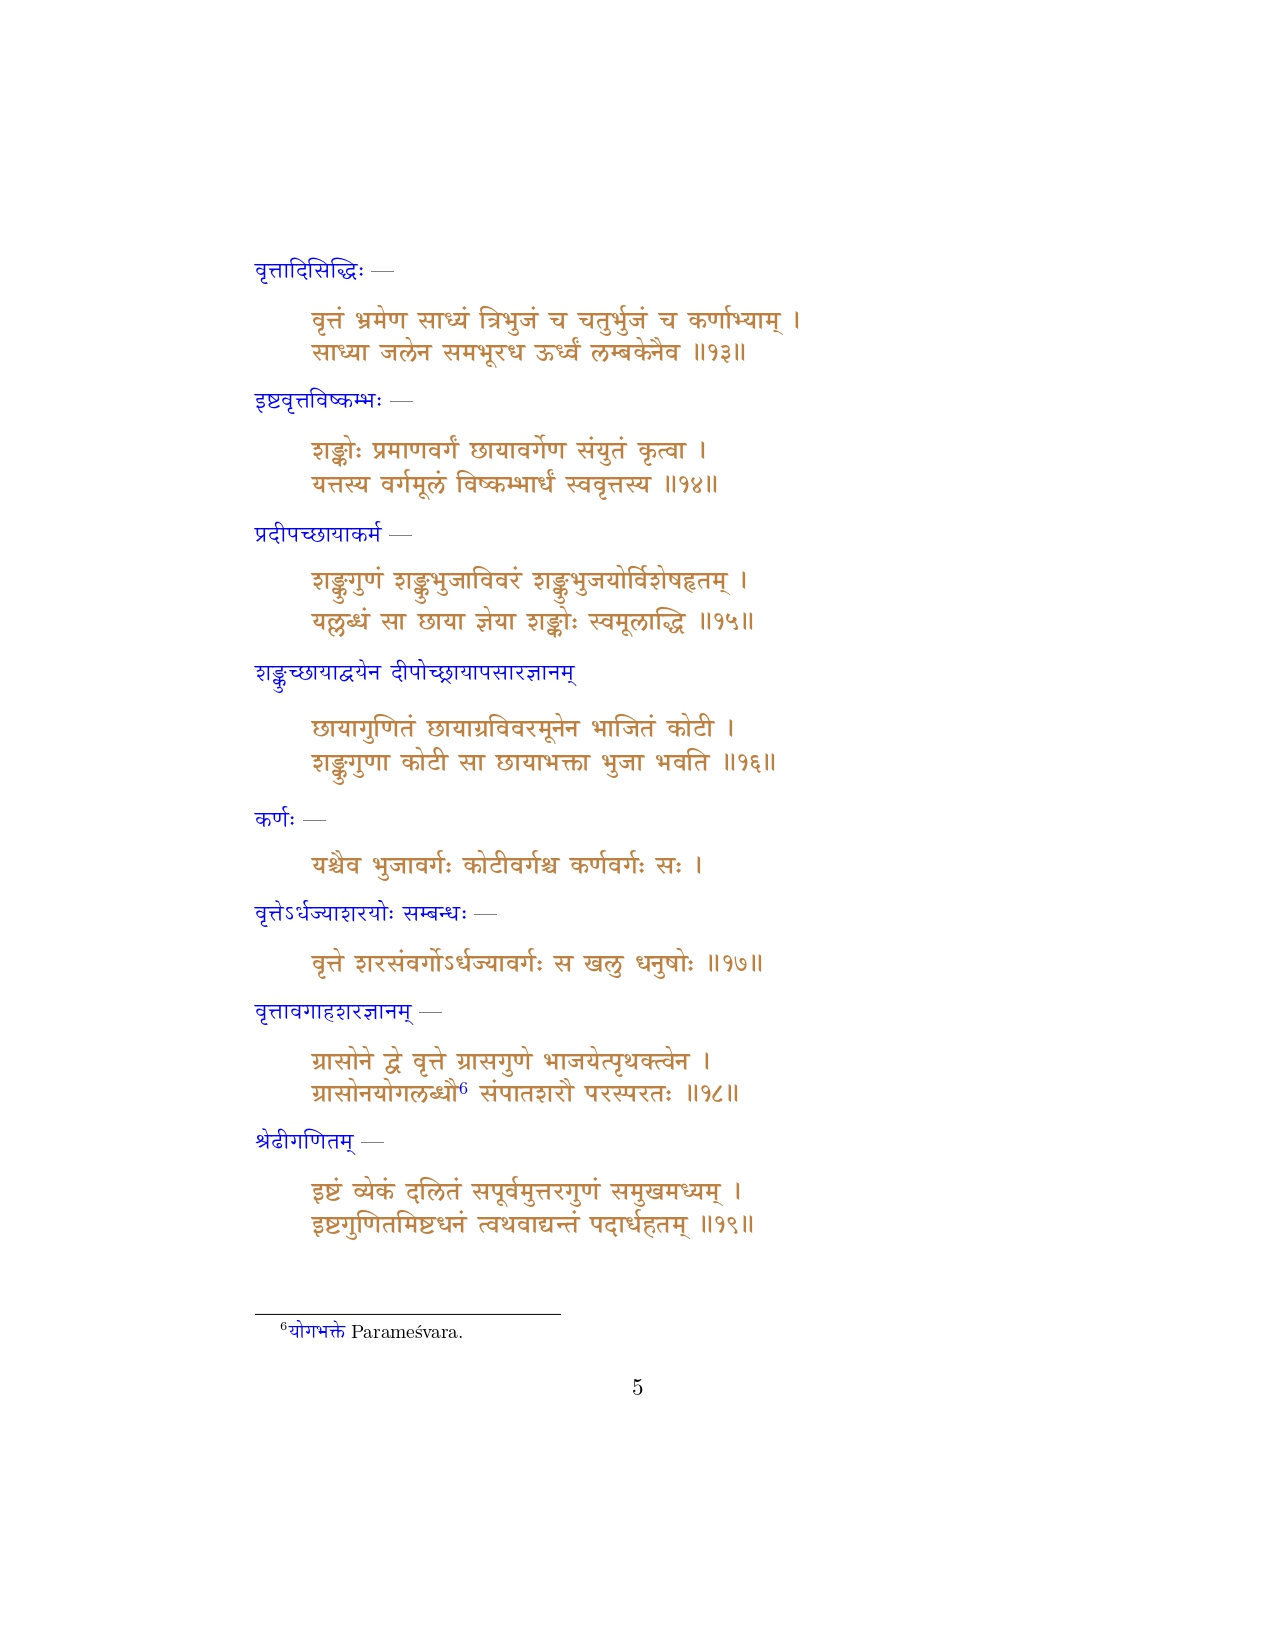 वृत्तादिसिद्धिः —
वृत्तं भ्रमेण साध्यं त्रिभुजं च चतुर्भुजं च कर्णाभ्याम् ।
साध्या जलेन समभूरध ऊर्ध्वं लम्बकेनैव ॥१३॥
इष्टवृत्तविष्कम्भः —
शङ्कोः प्रमाणवर्गं छायावर्गेण संयुतं कृत्वा ।
यत्तस्य वर्गमूलं विष्कम्भार्धं स्ववृत्तस्य ॥१४॥
प्रदीपच्छायाकर्म —
शङ्कुगुणं शङ्कुभुजाविवरं शङ्कुभुजयोर्विशेषहृतम् ।
यल्लब्धं सा छाया ज्ञेया शङ्कोः स्वमूलाद्धि ॥१५॥
शङ्कुच्छायाद्वयेन दीपोच्छ्रायापसारज्ञानम्
छायागुणितं छायाग्रविवरमूनेन भाजितं कोटी ।
शङ्कुगुणा कोटी सा छायाभक्ता भुजा भवति ॥१६॥
कर्णः —
यश्चैव भुजावर्गः कोटीवर्गश्च कर्णवर्गः सः ।
वृत्तेऽर्धज्याशरयोः सम्बन्धः —
वृत्ते शरसंवर्गोऽर्धज्यावर्गः स खलु धनुषोः ॥१७॥
वृत्तावगाहशरज्ञानम् —
ग्रासोने द्वे वृत्ते ग्रासगुणे भाजयेत्पृथक्त्वेन ।
ग्रासोनयोगलब्धौ⁶ संपातशरौ परस्परतः ॥१८॥
श्रेढीगणितम् —
इष्टं व्येकं दलितं सपूर्वमुत्तरगुणं समुखमध्यम् ।
इष्टगुणितमिष्टधनं त्वथवाद्यन्तं पदार्धहतम् ॥१९॥
⁶योगभक्ते Parameśvara.
5